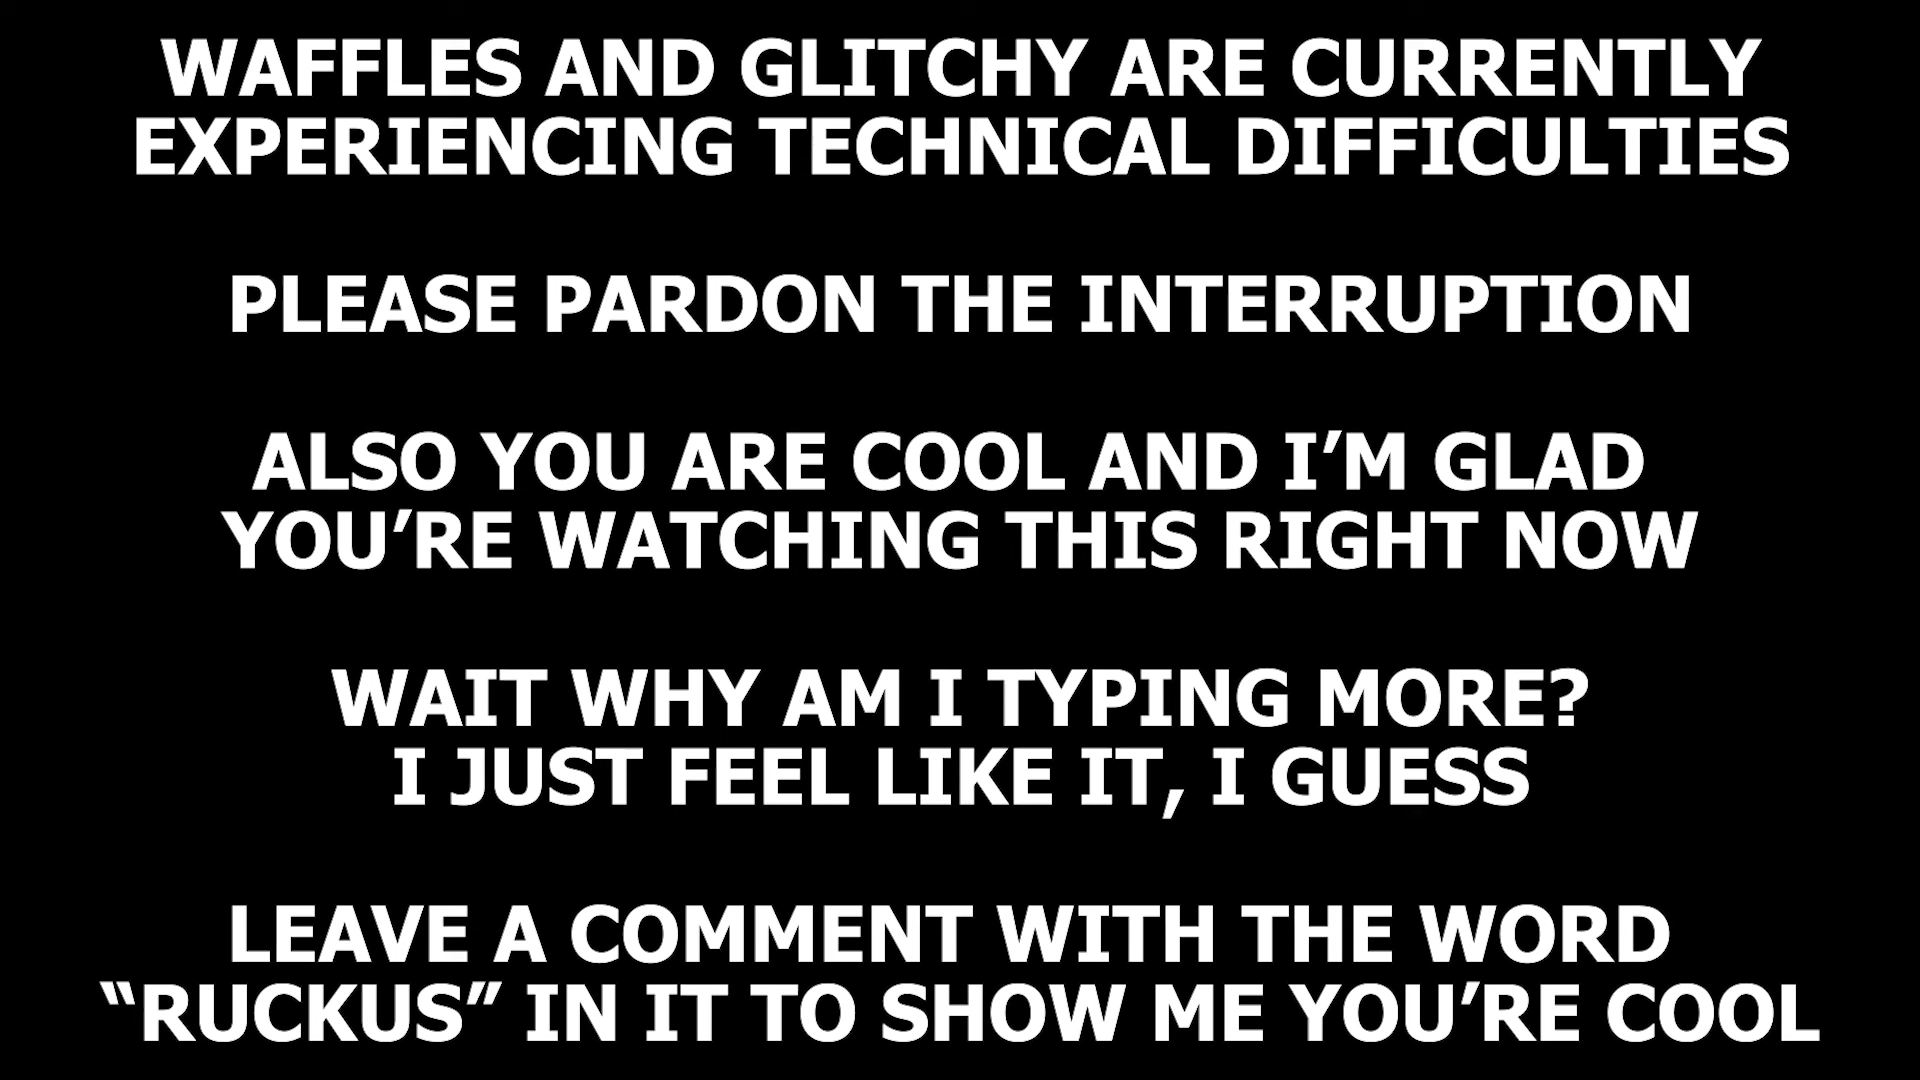 WAFFLES AND GLITCHY ARE CURRENTLY
EXPERIENCING TECHNICAL DIFFICULTIES
PLEASE PARDON THE INTERRUPTION
ALSO YOU ARE COOL AND I’M GLAD
YOU’RE WATCHING THIS RIGHT NOW
WAIT WHY AM I TYPING MORE?
I JUST FEEL LIKE IT, I GUESS
LEAVE A COMMENT WITH THE WORD
“RUCKUS” IN IT TO SHOW ME YOU’RE COOL